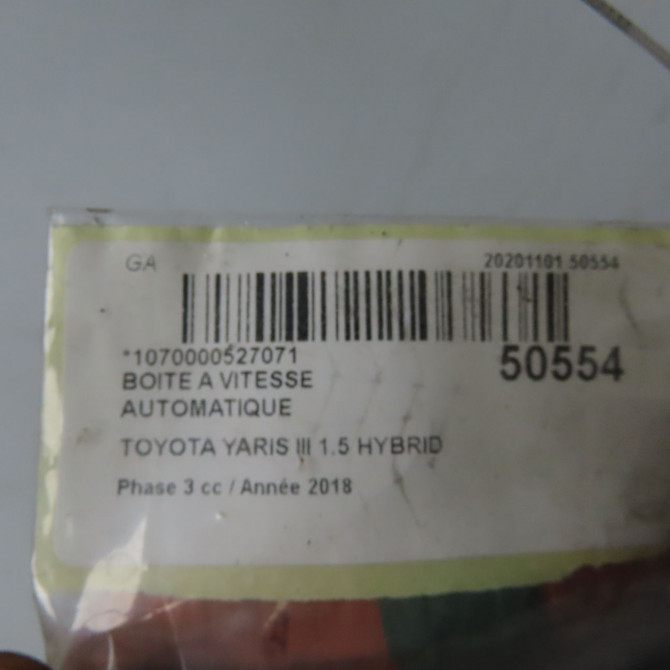 GA 20201101 50554
*1070000527071 50554
BOITE A VITESSE
AUTOMATIQUE
TOYOTA YARIS III 1.5 HYBRID
Phase 3 cc / Année 2018